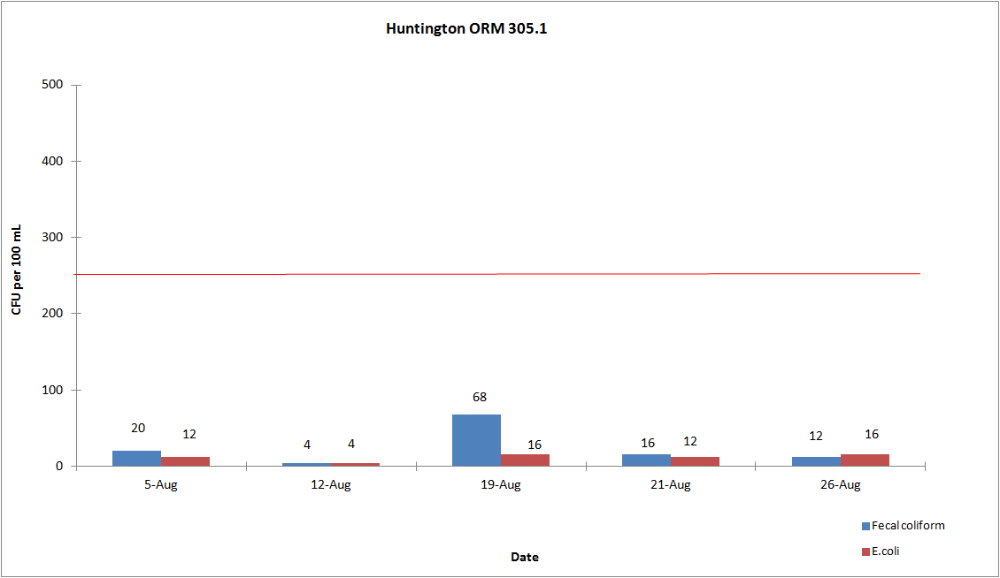 Huntington ORM 305.1
500
400
300
200
100
0
CFU per 100 mL
20
12
4
4
68
16
16
12
12
16
5-Aug
12-Aug
19-Aug
21-Aug
26-Aug
Fecal coliform
E.coli
Date